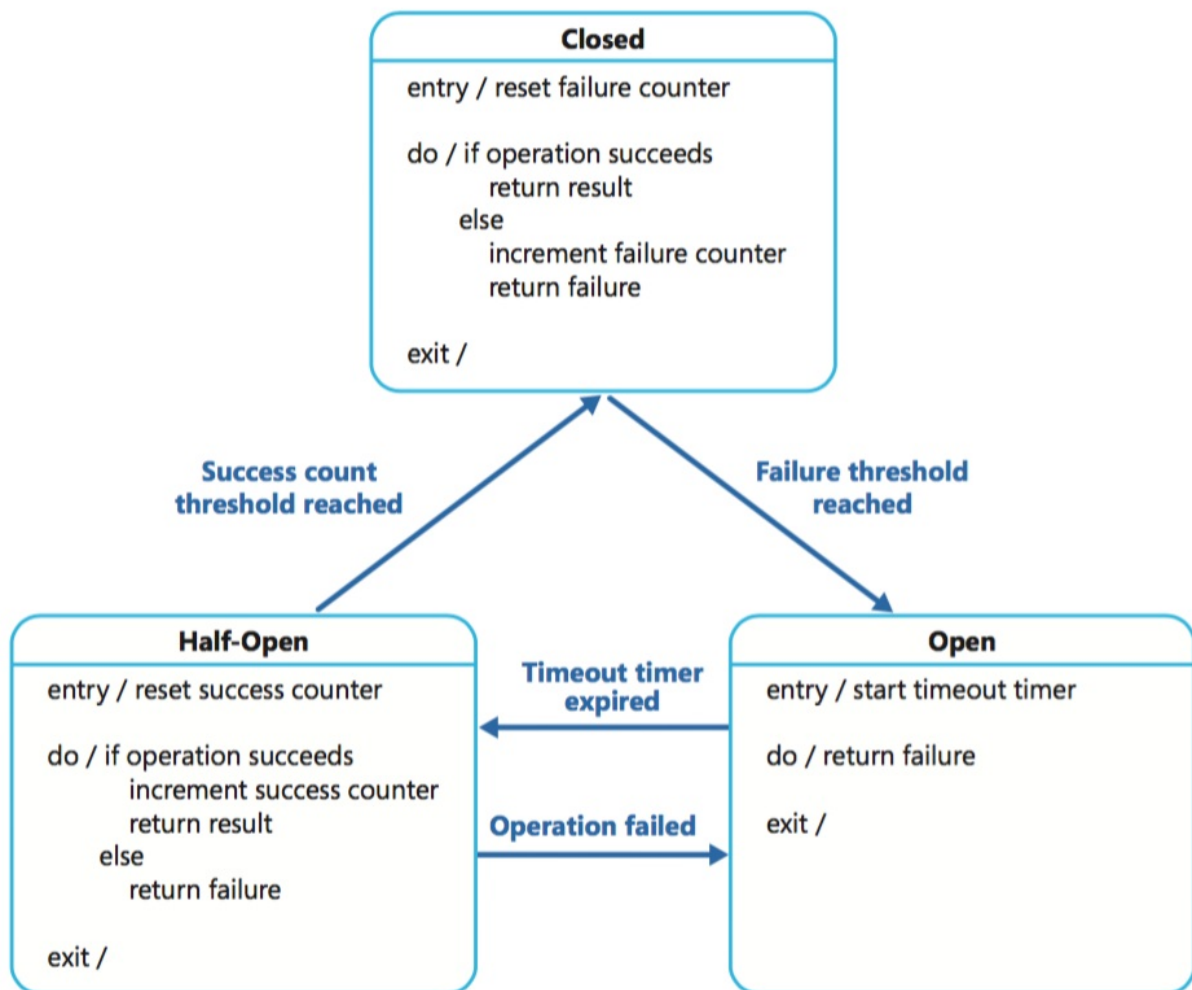 Closed
entry / reset failure counter
do / if operation succeeds
return result
else
increment failure counter
return failure
exit /
Success count
threshold reached
Failure threshold
reached
Half-Open
entry / reset success counter
do / if operation succeeds
increment success counter
return result
else
return failure
exit /
Timeout timer
expired
Operation failed
Open
entry / start timeout timer
do / return failure
exit /